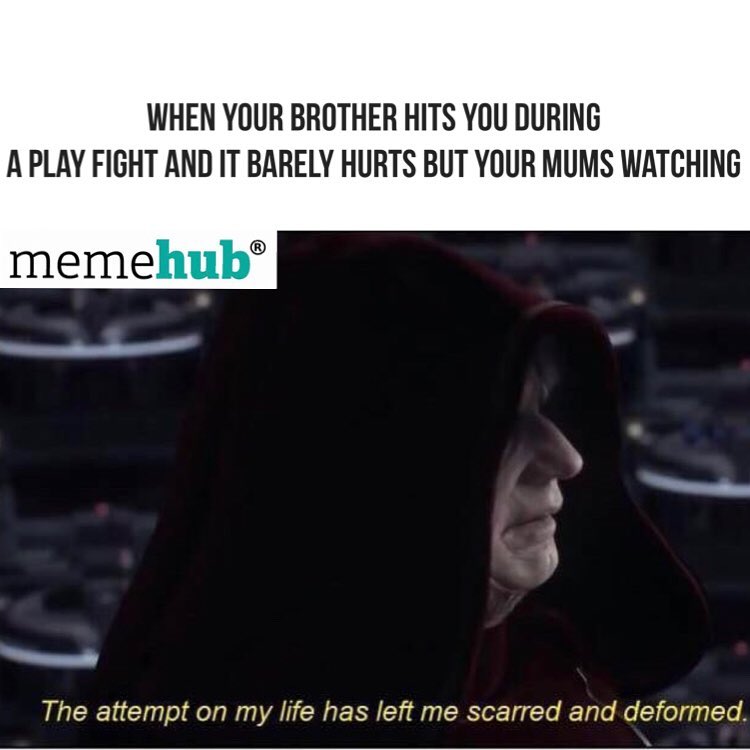 WHEN YOUR BROTHER HITS YOU DURING
A PLAY FIGHT AND IT BARELY HURTS BUT YOUR MUMS WATCHING
memehub®
The attempt on my life has left me scarred and deformed.